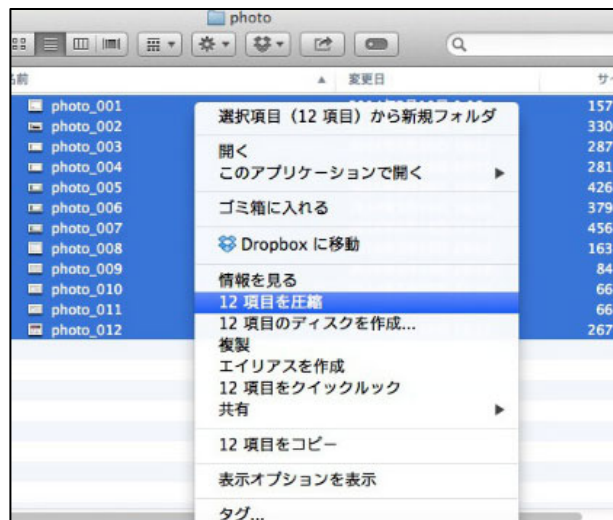 photo
名前
変更日
photo_001
157
photo_002
330
photo_003
287
photo_004
281
photo_005
426
photo_006
379
photo_007
456
photo_008
163
photo_009
84
photo_010
66
photo_011
66
photo_012
267
選択項目（12 項目）から新規フォルダ
開く
このアプリケーションで開く
ゴミ箱に入れる
Dropbox に移動
情報を見る
12 項目を圧縮
12 項目のディスクを作成...
複製
エイリアスを作成
12 項目をクイックルック
共有
12 項目をコピー
表示オプションを表示
タグ...